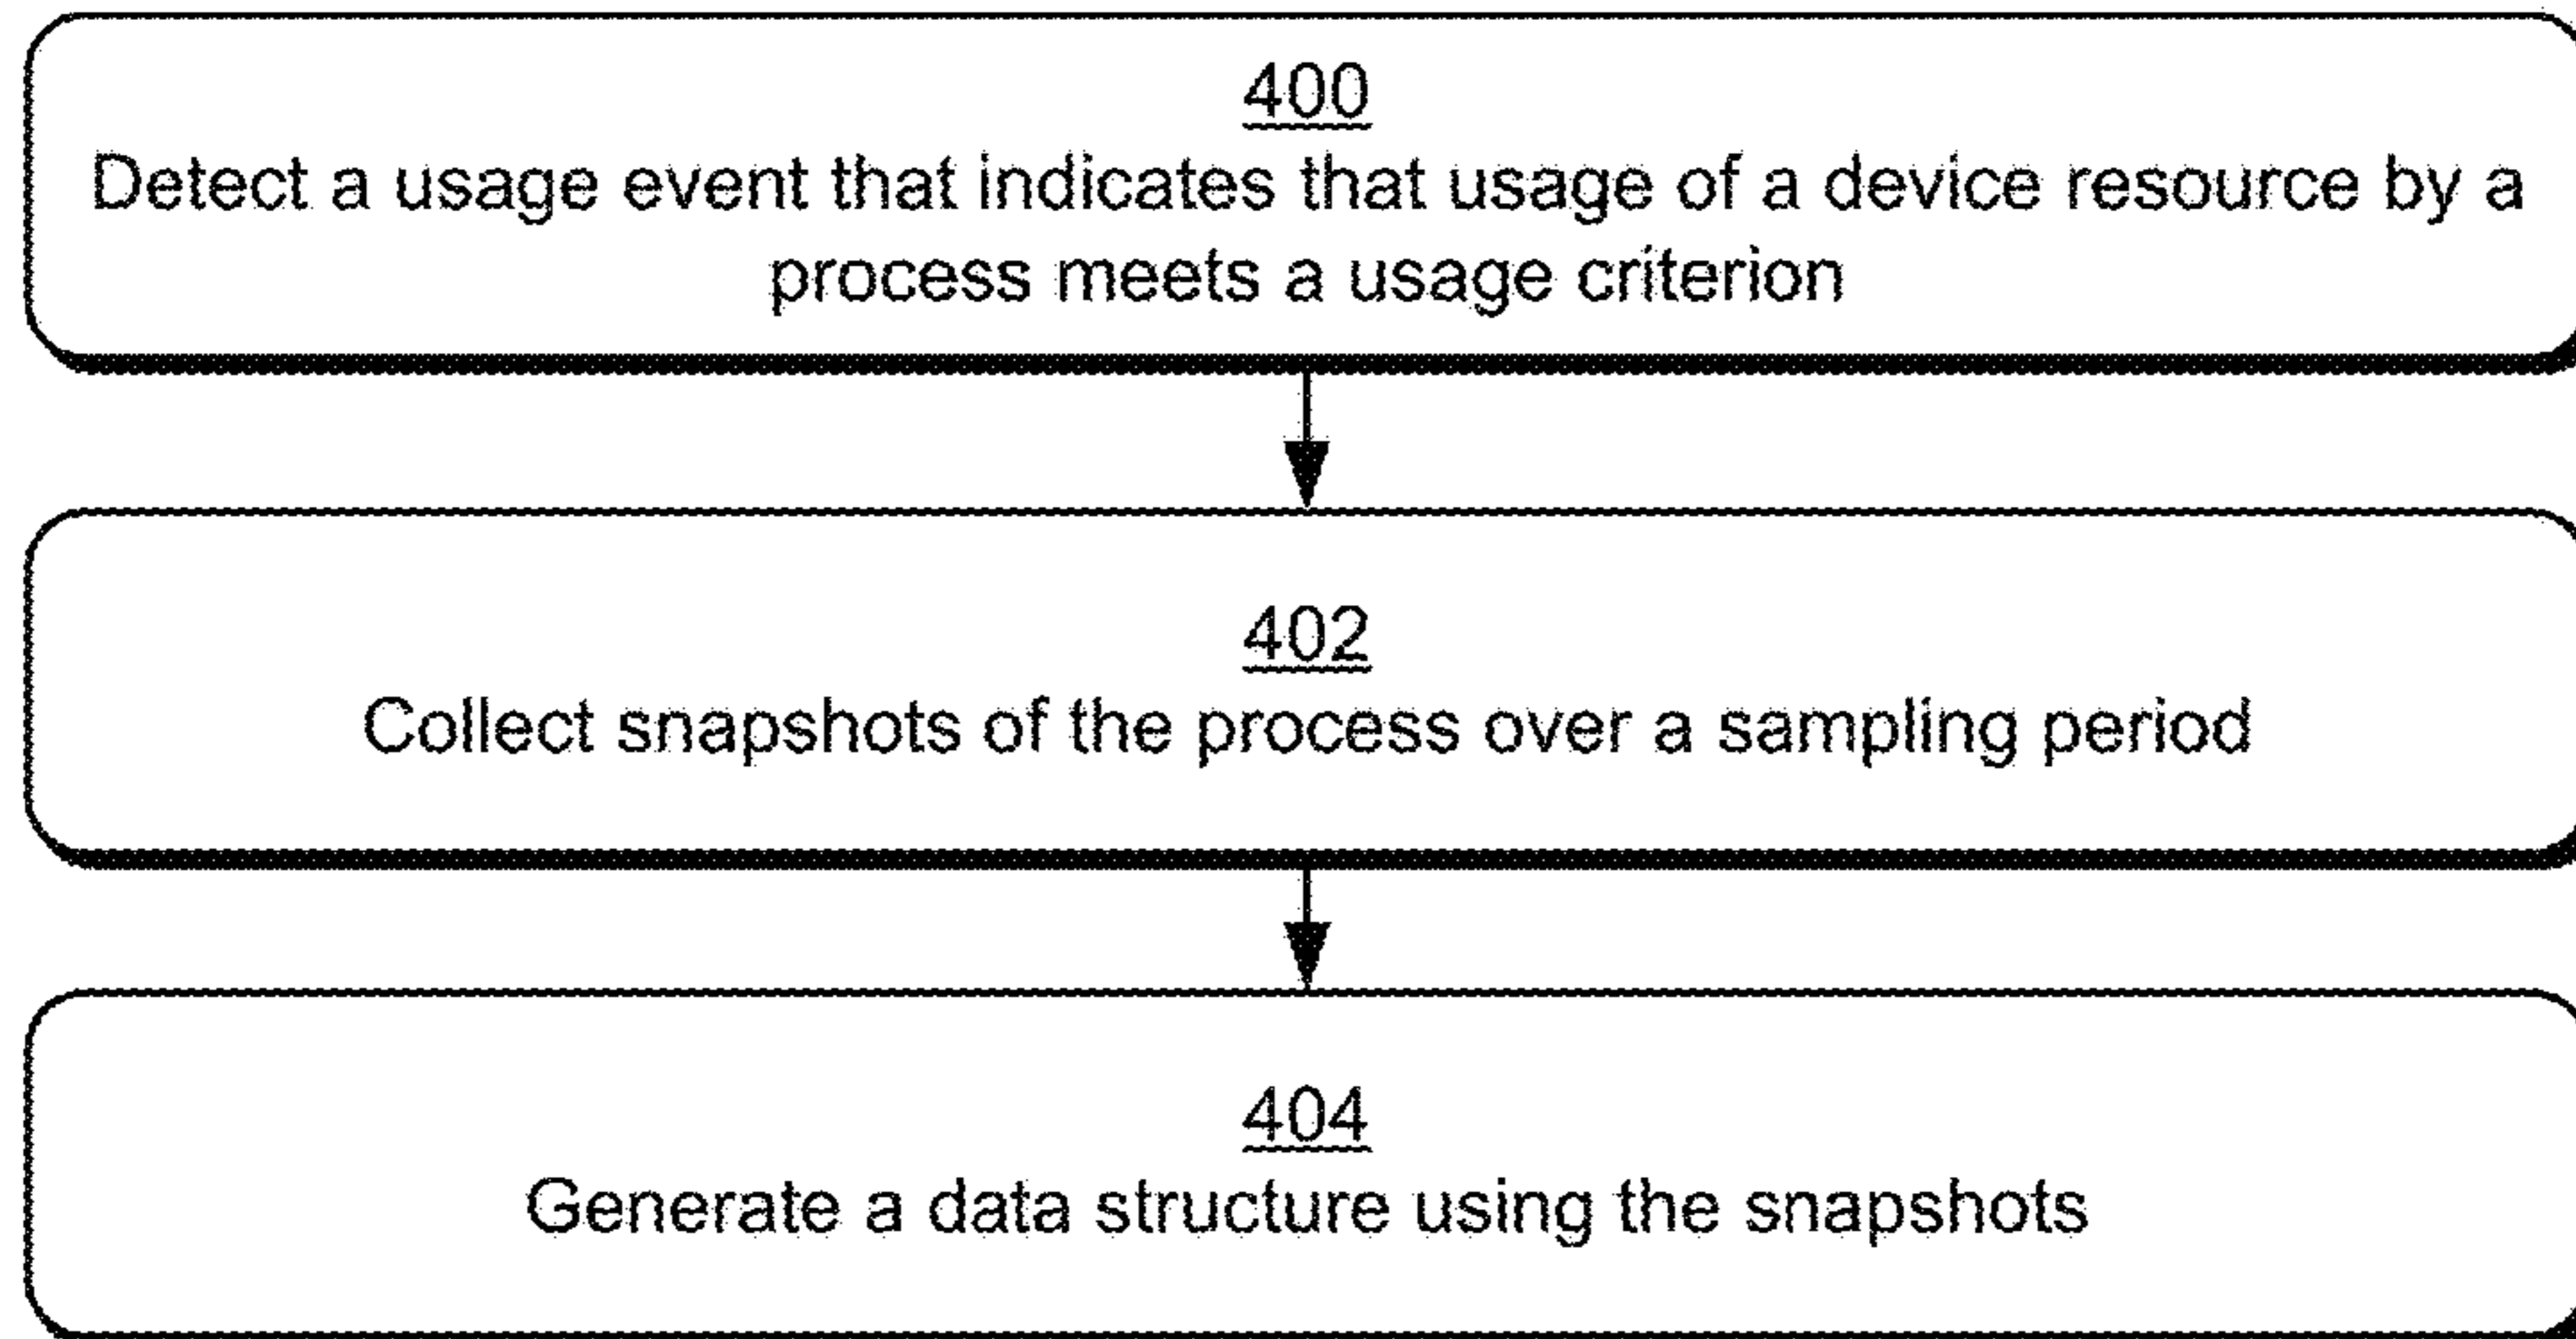 400
Detect a usage event that indicates that usage of a device resource by a
process meets a usage criterion
402
Collect snapshots of the process over a sampling period
404
Generate a data structure using the snapshots